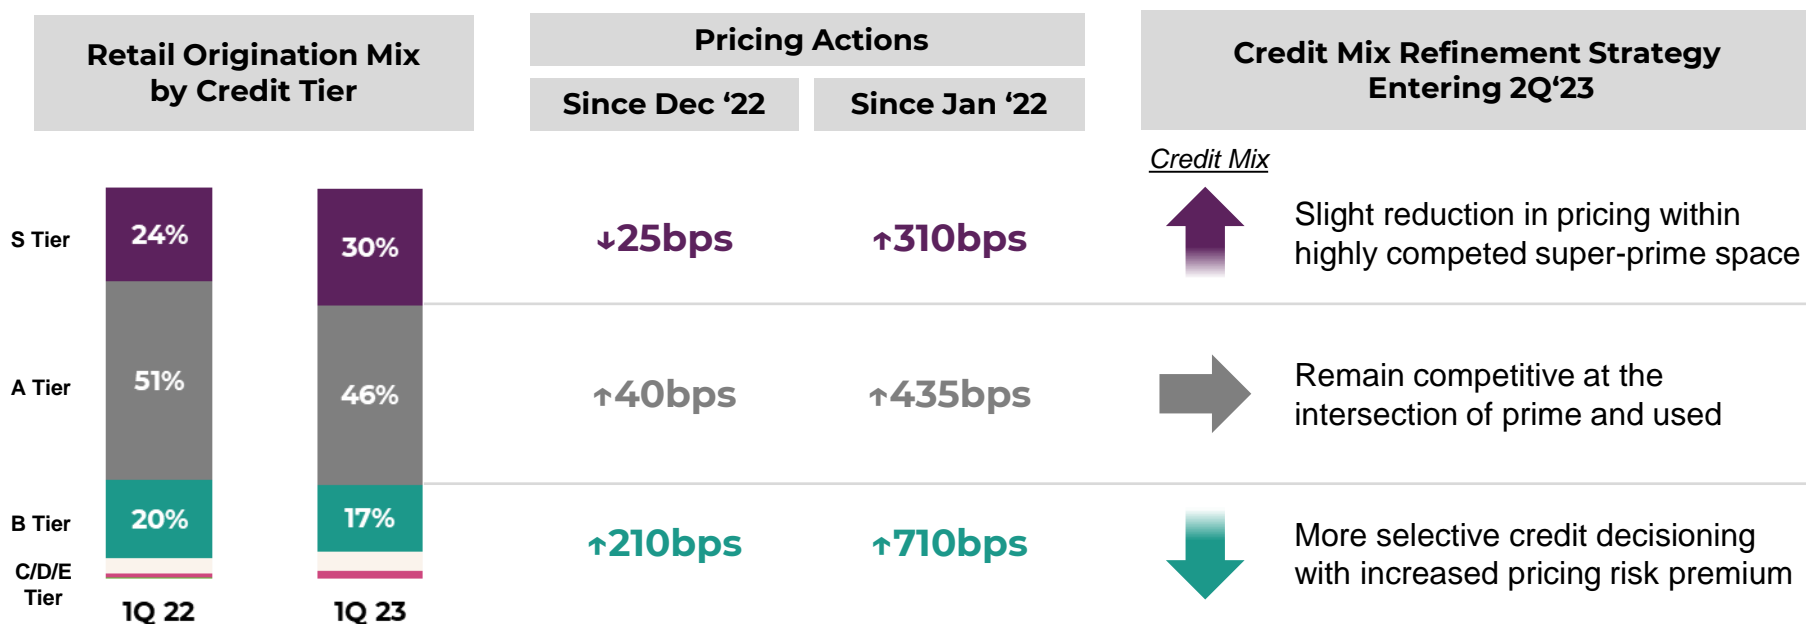 Retail Origination Mix
by Credit Tier
Pricing Actions
Since Dec ‘22
Since Jan ‘22
Credit Mix Refinement Strategy
Entering 2Q‘23
Credit Mix
S Tier
24%
30%
↓25bps
↑310bps
Slight reduction in pricing within
highly competed super-prime space
A Tier
51%
46%
↑40bps
↑435bps
Remain competitive at the
intersection of prime and used
B Tier
20%
17%
↑210bps
↑710bps
More selective credit decisioning
with increased pricing risk premium
C/D/E
Tier
1Q 22
1Q 23